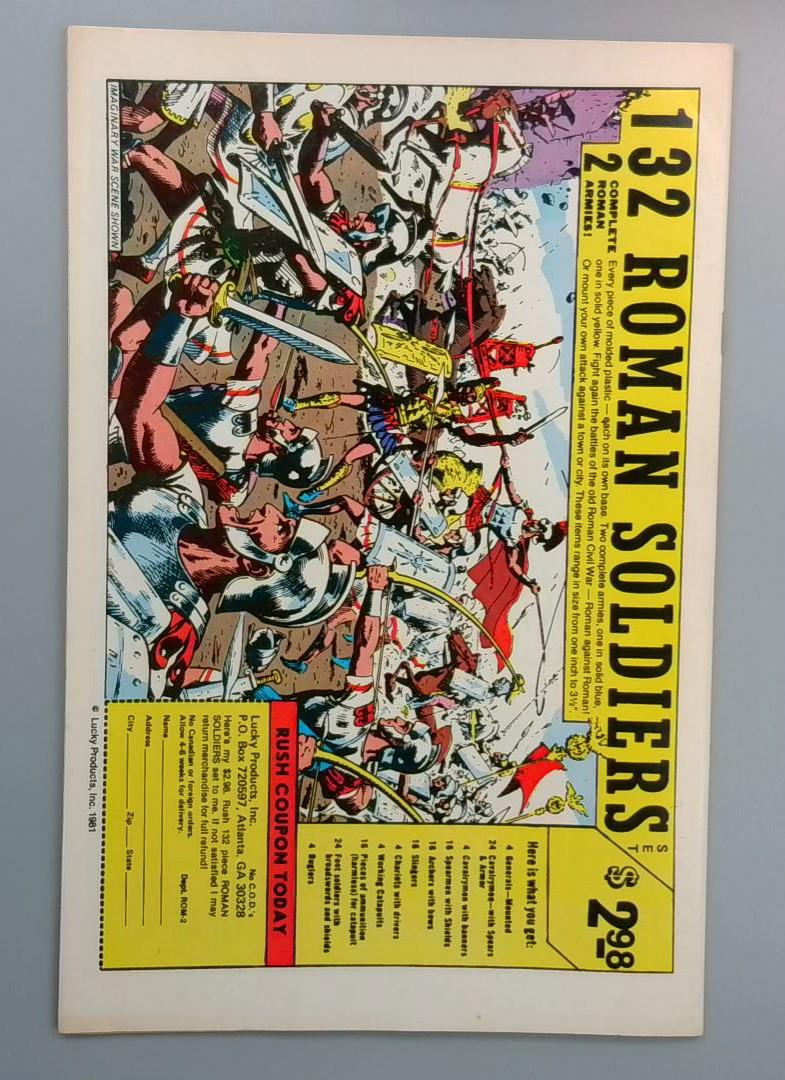 132 ROMAN SOLDIERS
SET
$2.98
2 COMPLETE
ROMAN
ARMIES!
Every piece of molded plastic — each on its own base. Two complete armies, one in solid blue,
one in solid yellow. Fight again the battles of the old Roman Civil War — Roman against Roman!
Or mount your own attack against a town or city. These items range in size from one inch to 3½"
Here is what you get:
4 Generals—Mounted
24 Cavalrymen—with Spears
& Armor
4 Cavalrymen with banners
16 Spearmen with Shields
16 Archers with bows
16 Slingers
4 Chariots with drivers
4 Working Catapults
16 Pieces of ammunition
(harmless) for catapult
24 Foot soldiers with
broadswords and shields
4 Buglers
RUSH COUPON TODAY
Lucky Products, Inc. No C.O.D.'s
P.O. Box 720597, Atlanta, GA 30328
Here's my $2.98. Rush 132 piece ROMAN
SOLDIERS set to me. If not satisfied I may
return merchandise for full refund!
No Canadian or foreign orders.
Allow 4-6 weeks for delivery. Dept. ROM-2
Name
Address
City Zip State
IMAGINARY WAR SCENE SHOWN
© Lucky Products, Inc. 1981